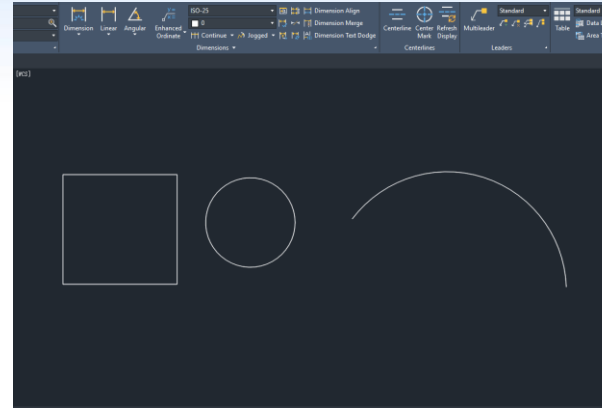 ISO-25
Standard
Standard
0
Dimension Align
Dimension
Linear
Angular
Enhanced
Ordinate
Dimension Merge
Centerline
Center
Mark
Refresh
Display
Multileader
Table
Data L
Continue
Jogged
Dimension Text Dodge
Area T
Dimensions
Centerlines
Leaders
[WCS]